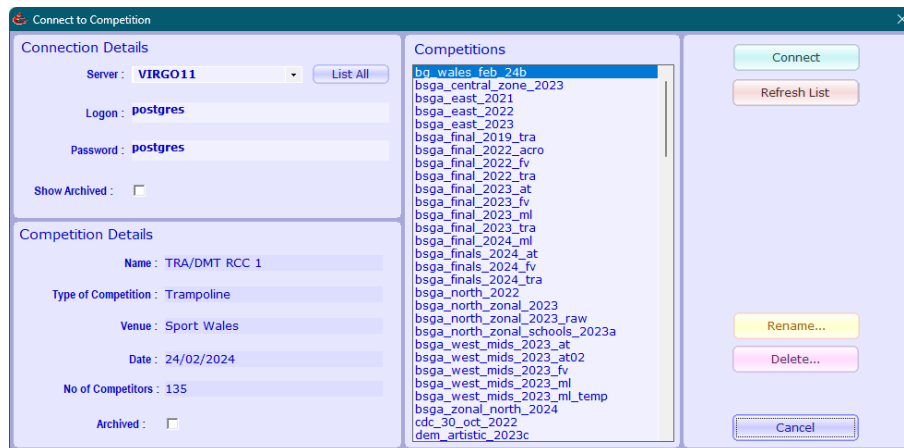 Connect to Competition
Connection Details
Server : VIRGO11
List All
Logon : postgres
Password : postgres
Show Archived :
Competition Details
Name : TRA/DMT RCC 1
Type of Competition : Trampoline
Venue : Sport Wales
Date : 24/02/2024
No of Competitors : 135
Archived :
Competitions
bg_wales_feb_24b
bsga_central_zone_2023
bsga_east_2021
bsga_east_2022
bsga_east_2023
bsga_final_2019_tra
bsga_final_2022_acro
bsga_final_2022_fv
bsga_final_2022_tra
bsga_final_2023_at
bsga_final_2023_fv
bsga_final_2023_ml
bsga_final_2023_tra
bsga_final_2024_ml
bsga_finals_2024_at
bsga_finals_2024_fv
bsga_finals_2024_tra
bsga_north_2022
bsga_north_zonal_2023
bsga_north_zonal_2023_raw
bsga_north_zonal_schools_2023a
bsga_west_mids_2023_at
bsga_west_mids_2023_at02
bsga_west_mids_2023_fv
bsga_west_mids_2023_ml
bsga_west_mids_2023_ml_temp
bsga_zonal_north_2024
cdc_30_oct_2022
dem_artistic_2023c
Connect
Refresh List
Rename...
Delete...
Cancel